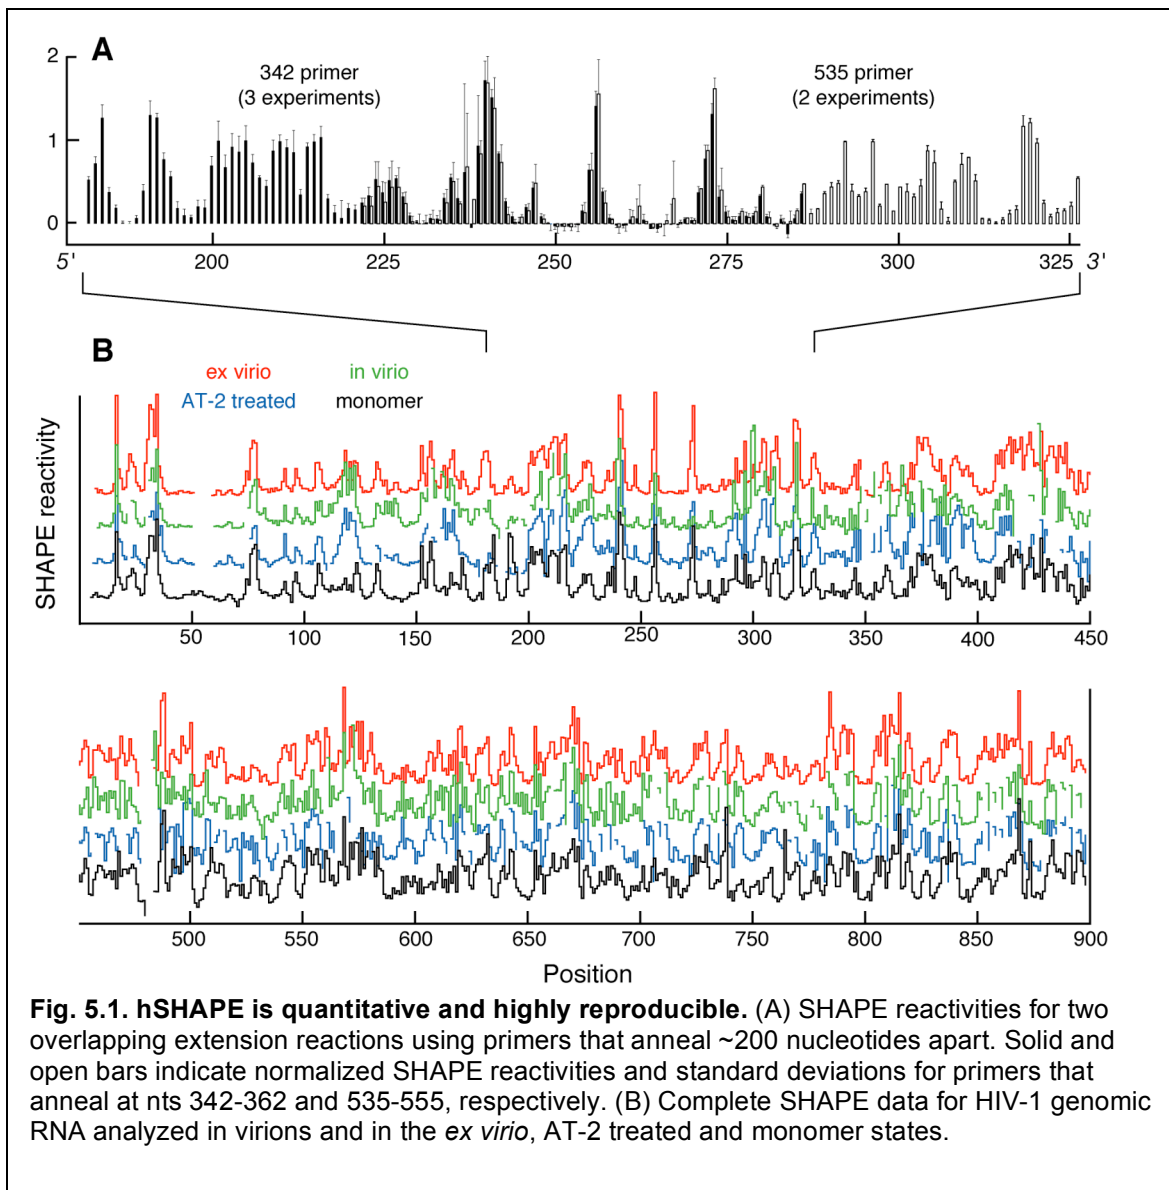 A
2
1
0
342 primer
(3 experiments)
535 primer
(2 experiments)
5' 200 225 250 275 300 325 3'
B
ex virio in virio
AT-2 treated monomer
SHAPE reactivity
50 100 150 200 250 300 350 400 450
500 550 600 650 700 750 800 850 900
Position
Fig. 5.1. hSHAPE is quantitative and highly reproducible. (A) SHAPE reactivities for two
overlapping extension reactions using primers that anneal ~200 nucleotides apart. Solid and
open bars indicate normalized SHAPE reactivities and standard deviations for primers that
anneal at nts 342-362 and 535-555, respectively. (B) Complete SHAPE data for HIV-1 genomic
RNA analyzed in virions and in the ex virio, AT-2 treated and monomer states.